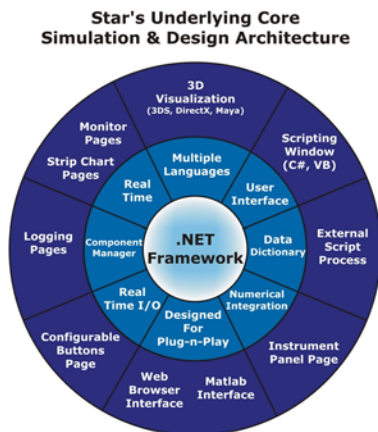 Star's Underlying Core
Simulation & Design Architecture
3D
Visualization
(3DS, DirectX, Maya)
Scripting
Window
(C#, VB)
External
Script
Process
Instrument
Panel Page
Matlab
Interface
Web
Browser
Interface
Configurable
Buttons
Page
Logging
Pages
Strip Chart
Pages
Monitor
Pages
Multiple
Languages
User
Interface
Data
Dictionary
Numerical
Integration
Designed
For
Plug-n-Play
Real
Time I/O
Component
Manager
Real
Time
.NET
Framework